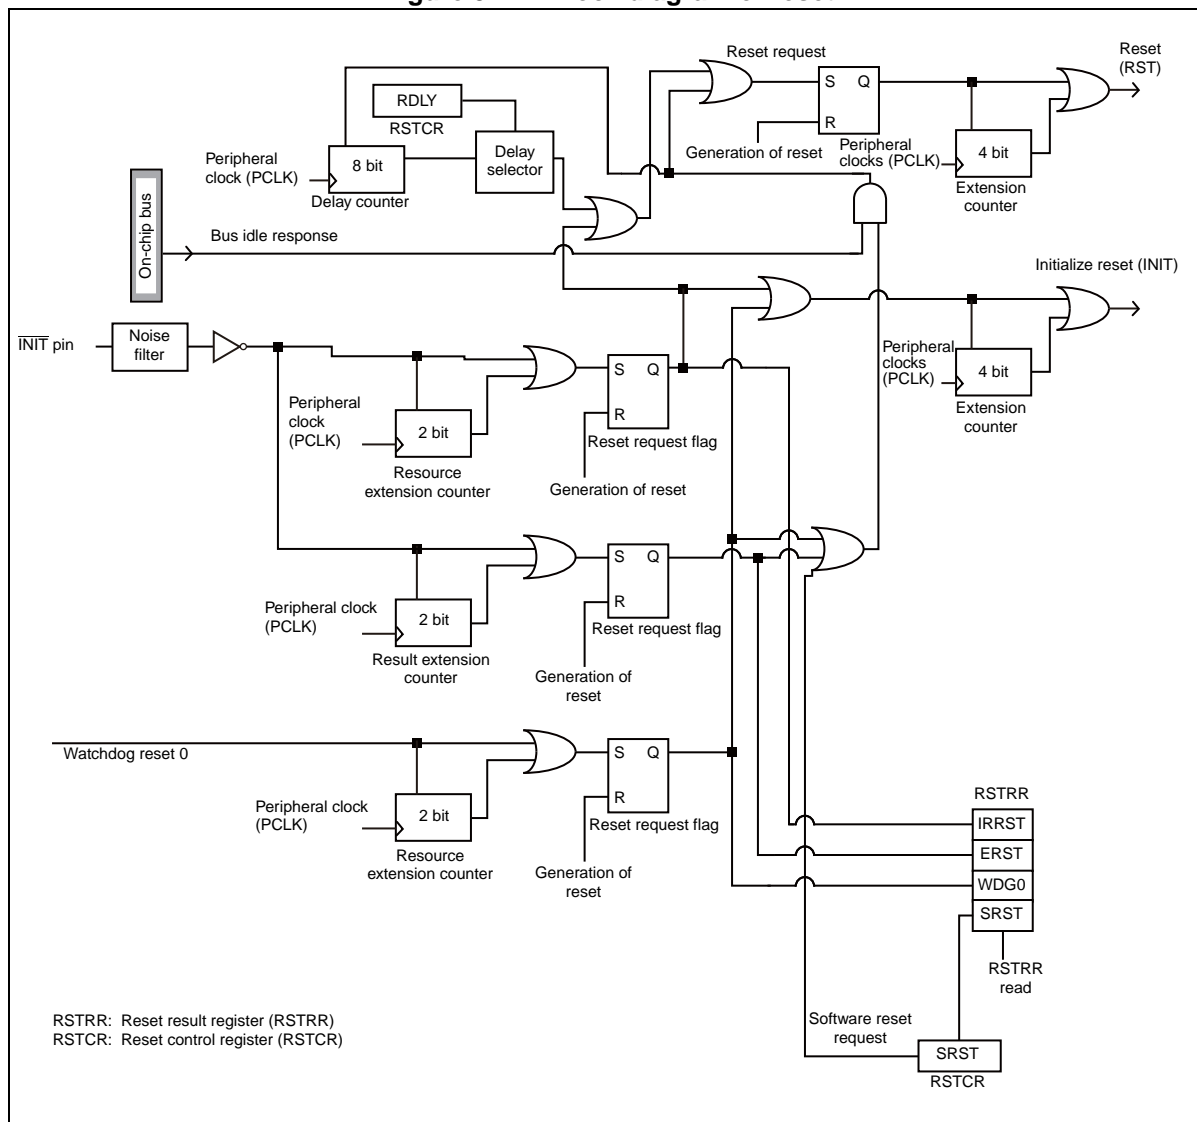 Reset request
Reset
(RST)
S Q
R
Generation of reset
Peripheral
clocks (PCLK)
4 bit
Extension
counter
RDLY
RSTCR
Peripheral
clock (PCLK)
8 bit
Delay counter
Delay
selector
On-chip bus
Bus idle response
Initialize reset (INIT)
INIT pin
Noise
filter
Peripheral
clocks
(PCLK)
4 bit
Extension
counter
Peripheral
clock
(PCLK)
2 bit
Resource
extension counter
S Q
R
Reset request flag
Generation of reset
Peripheral clock
(PCLK)
2 bit
Result extension
counter
S Q
R
Reset request flag
Generation of
reset
Watchdog reset 0
Peripheral clock
(PCLK)
2 bit
Resource
extension counter
S Q
R
Reset request flag
Generation of
reset
RSTRR
IRRST
ERST
WDG0
SRST
RSTRR
read
Software reset
request
SRST
RSTCR
RSTRR: Reset result register (RSTRR)
RSTCR: Reset control register (RSTCR)